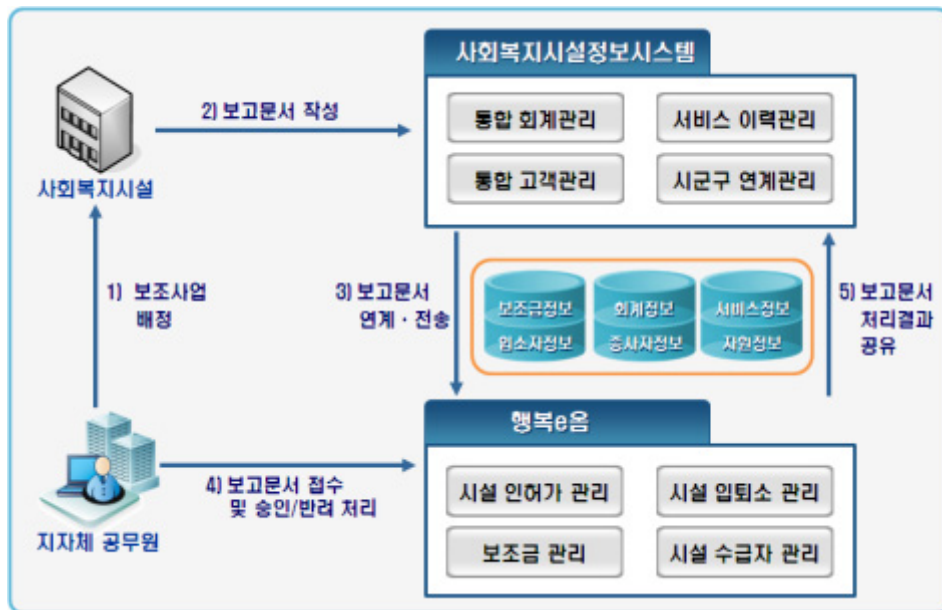 사회복지시설정보시스템
통합 회계관리
서비스 이력관리
통합 고객관리
시군구 연계관리
2) 보고문서 작성
사회복지시설
1) 보조사업
배정
3) 보고문서
연계·전송
보조금정보
회계정보
서비스정보
입소자정보
종사자정보
자원정보
5) 보고문서
처리결과
공유
행복e음
시설 인허가 관리
시설 입퇴소 관리
보조금 관리
시설 수급자 관리
4) 보고문서 접수
및 승인/반려 처리
지자체 공무원